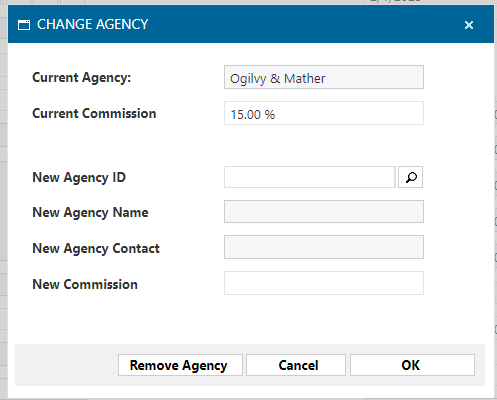 CHANGE AGENCY ×
Current Agency: Ogilvy & Mather
Current Commission 15.00 %
New Agency ID
New Agency Name
New Agency Contact
New Commission
Remove Agency Cancel OK